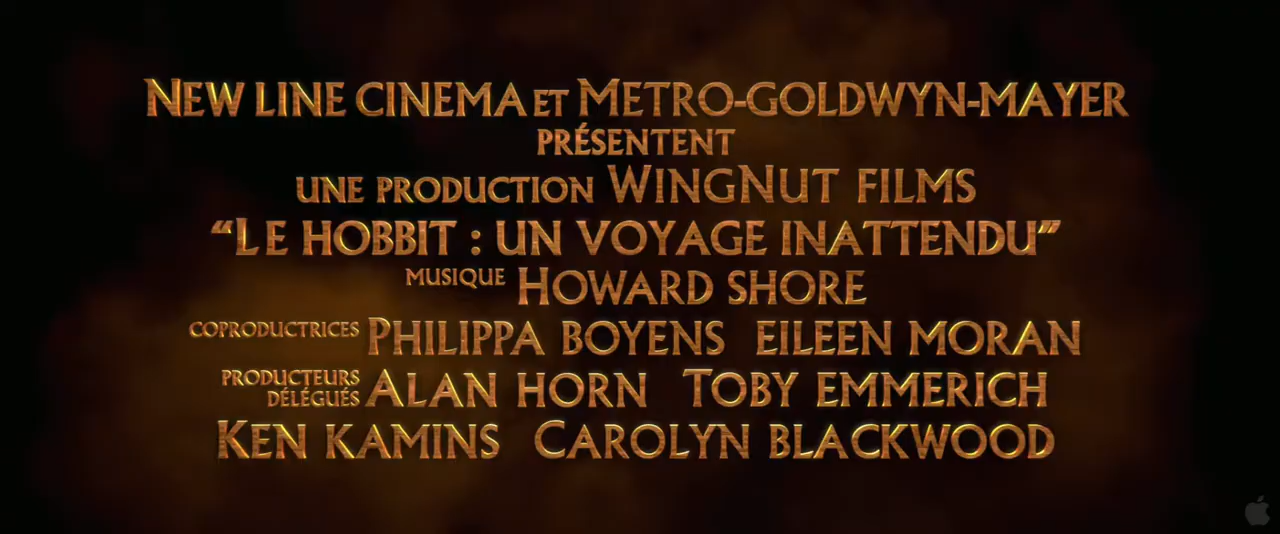 NEW LINE CINEMA ET METRO-GOLDWYN-MAYER
PRÉSENTENT
UNE PRODUCTION WINGNUT FILMS
“LE HOBBIT : UN VOYAGE INATTENDU”
MUSIQUE HOWARD SHORE
COPRODUCTRICES PHILIPPA BOYENS EILEEN MORAN
PRODUCTEURS DÉLÉGUÉS ALAN HORN TOBY EMMERICH
KEN KAMINS CAROLYN BLACKWOOD